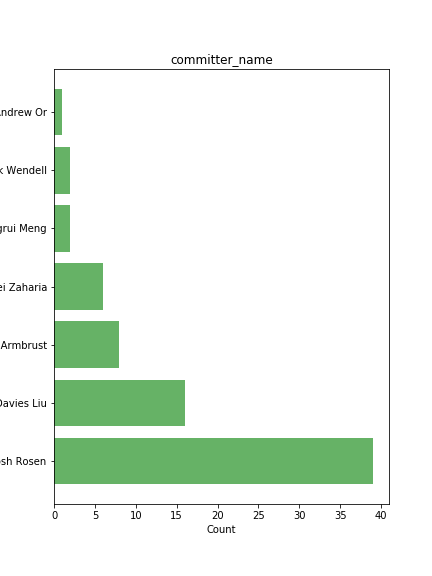 committer_name
Andrew Or
k Wendell
grui Meng
ei Zaharia
Armbrust
Davies Liu
sh Rosen
0 5 10 15 20 25 30 35 40
Count